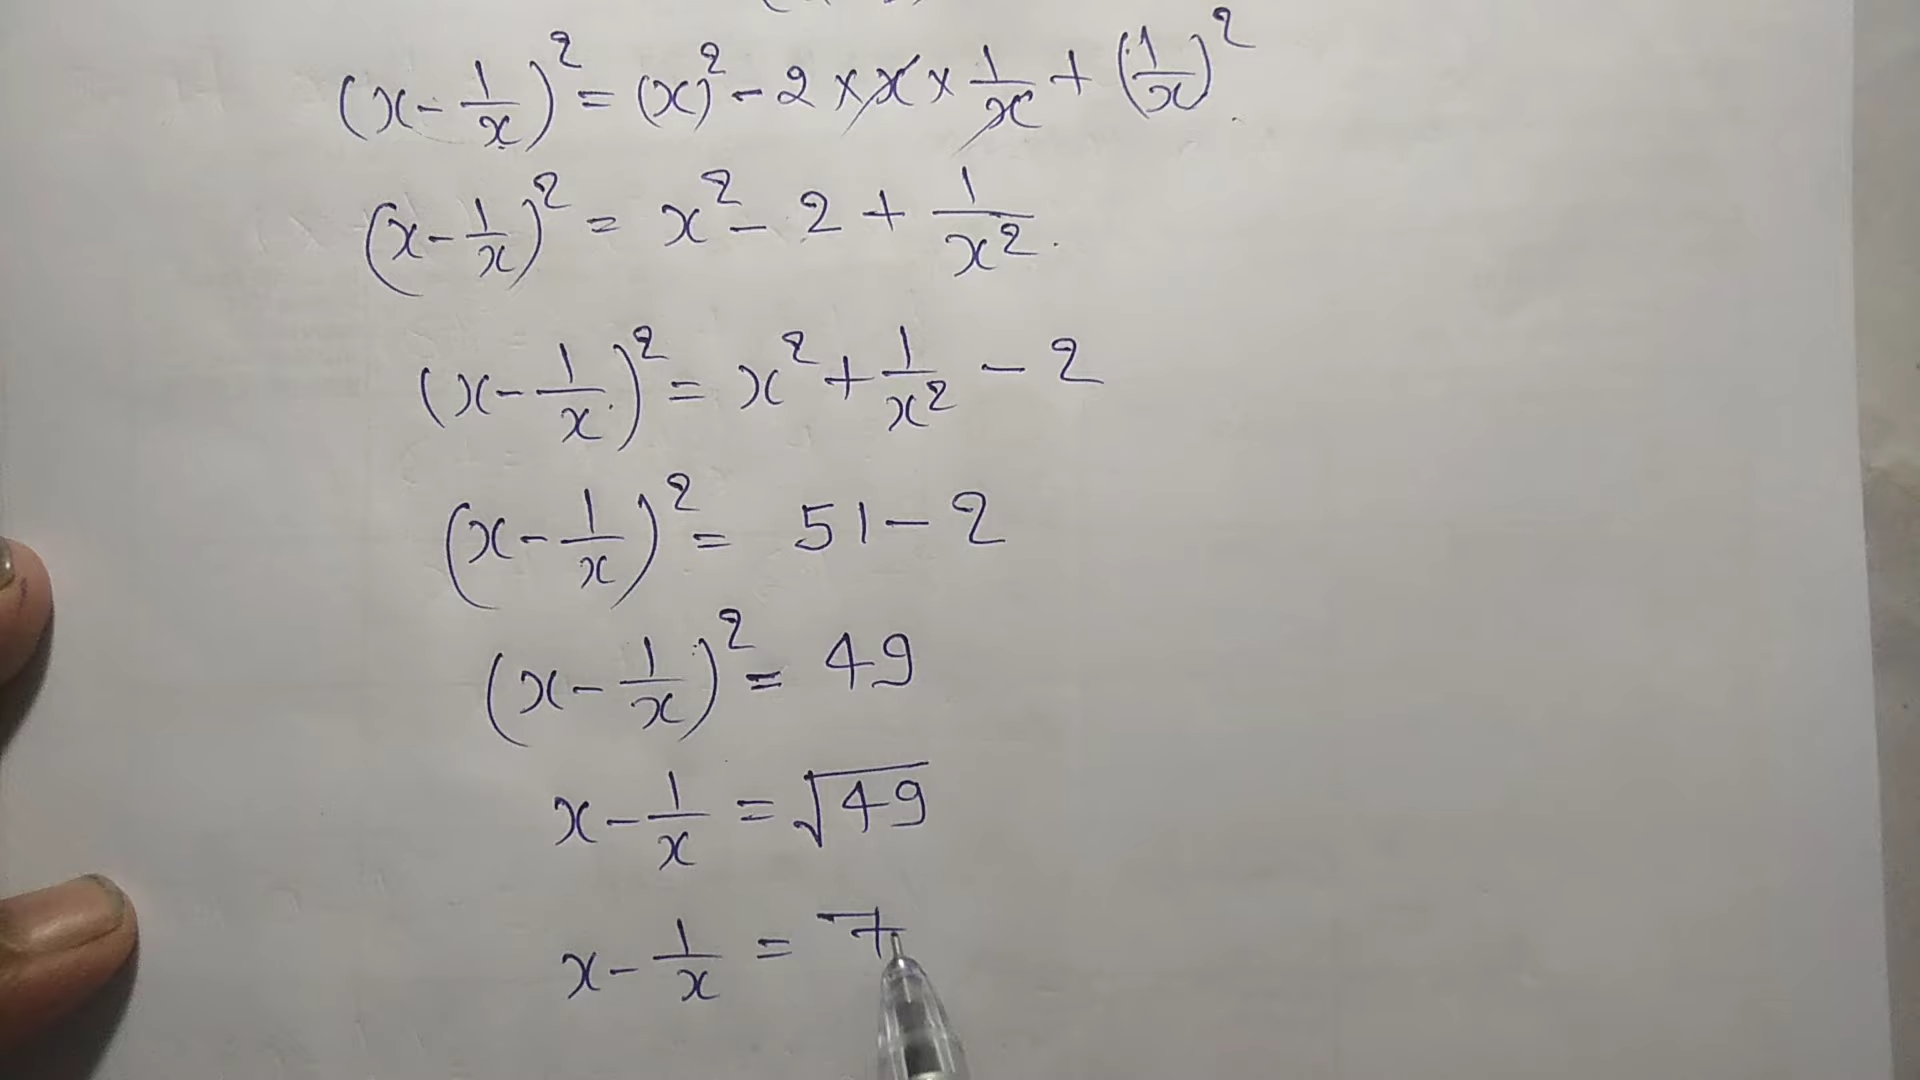 (x - 1/x)² = (x)² - 2 × x × 1/x + (1/x)²
(x - 1/x)² = x² - 2 + 1/x²
(x - 1/x)² = x² + 1/x² - 2
(x - 1/x)² = 51 - 2
(x - 1/x)² = 49
x - 1/x = √49
x - 1/x = 7